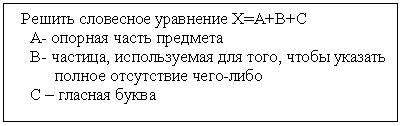 Решить словесное уравнение X=A+B+C
A- опорная часть предмета
B- частица, используемая для того, чтобы указать
полное отсутствие чего-либо
C – гласная буква